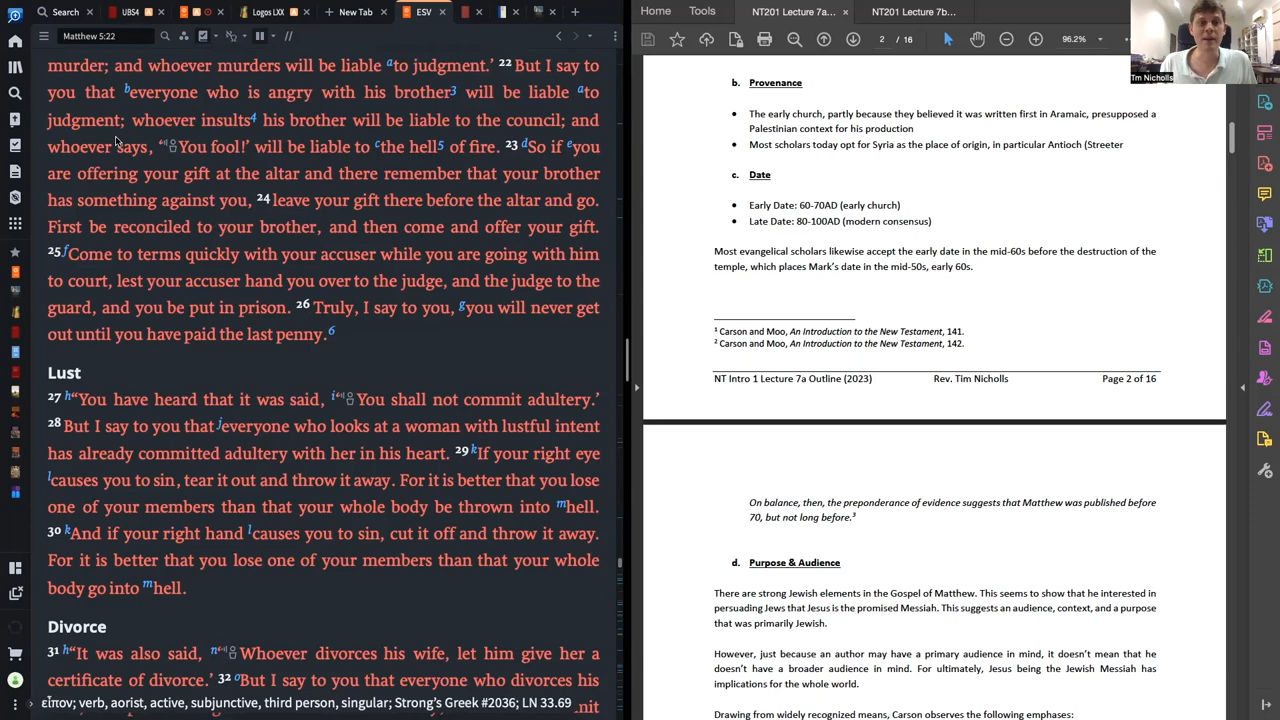 Search
UBS4
Logos LXX
New Tab
ESV
Home
Tools
NT201 Lecture 7a...
NT201 Lecture 7b...
Matthew 5:22
2 / 16
96.2%
Tm Nicholls
murder; and whoever murders will be liable a to judgment.’ 22 But I say to
you that b everyone who is angry with his brother3 will be liable a to
judgment; whoever insults4 his brother will be liable to the council; and
whoever says, ‘You fool!’ will be liable to c the hell5 of fire. 23 d So if e you
are offering your gift at the altar and there remember that your brother
has something against you, 24 leave your gift there before the altar and go.
First be reconciled to your brother, and then come and offer your gift.
25 f Come to terms quickly with your accuser while you are going with him
to court, lest your accuser hand you over to the judge, and the judge to the
guard, and you be put in prison. 26 Truly, I say to you, g you will never get
out until you have paid the last penny.6
Lust
27 h “You have heard that it was said, i ‘You shall not commit adultery.’
28 But I say to you that j everyone who looks at a woman with lustful intent
has already committed adultery with her in his heart. 29 k If your right eye
l causes you to sin, tear it out and throw it away. For it is better that you lose
one of your members than that your whole body be thrown into m hell.
30 k And if your right hand l causes you to sin, cut it off and throw it away.
For it is better that you lose one of your members than that your whole
body go into m hell.
Divorce
31 h “It was also said, n ‘Whoever divorces his wife, let him give her a
certificate of divorce.’ 32 o But I say to you that everyone who divorces his
emov, verb, aorist, active, subjunctive, third person, singular; Strong’s Greek #2036; LN 33.69
b. Provenance
• The early church, partly because they believed it was written first in Aramaic, presupposed a
Palestinian context for his production
• Most scholars today opt for Syria as the place of origin, in particular Antioch (Streeter
c. Date
• Early Date: 60-70AD (early church)
• Late Date: 80-100AD (modern consensus)
Most evangelical scholars likewise accept the early date in the mid-60s before the destruction of the
temple, which places Mark’s date in the mid-50s, early 60s.
1 Carson and Moo, An Introduction to the New Testament, 141.
2 Carson and Moo, An Introduction to the New Testament, 142.
NT Intro 1 Lecture 7a Outline (2023) Rev. Tim Nicholls Page 2 of 16
On balance, then, the preponderance of evidence suggests that Matthew was published before
70, but not long before.3
d. Purpose & Audience
There are strong Jewish elements in the Gospel of Matthew. This seems to show that he interested in
persuading Jews that Jesus is the promised Messiah. This suggests an audience, context, and a purpose
that was primarily Jewish.
However, just because an author may have a primary audience in mind, it doesn’t mean that he
doesn’t have a broader audience in mind. For ultimately, Jesus being the Jewish Messiah has
implications for the whole world.
Drawing from widely recognized means, Carson observes the following emphases: